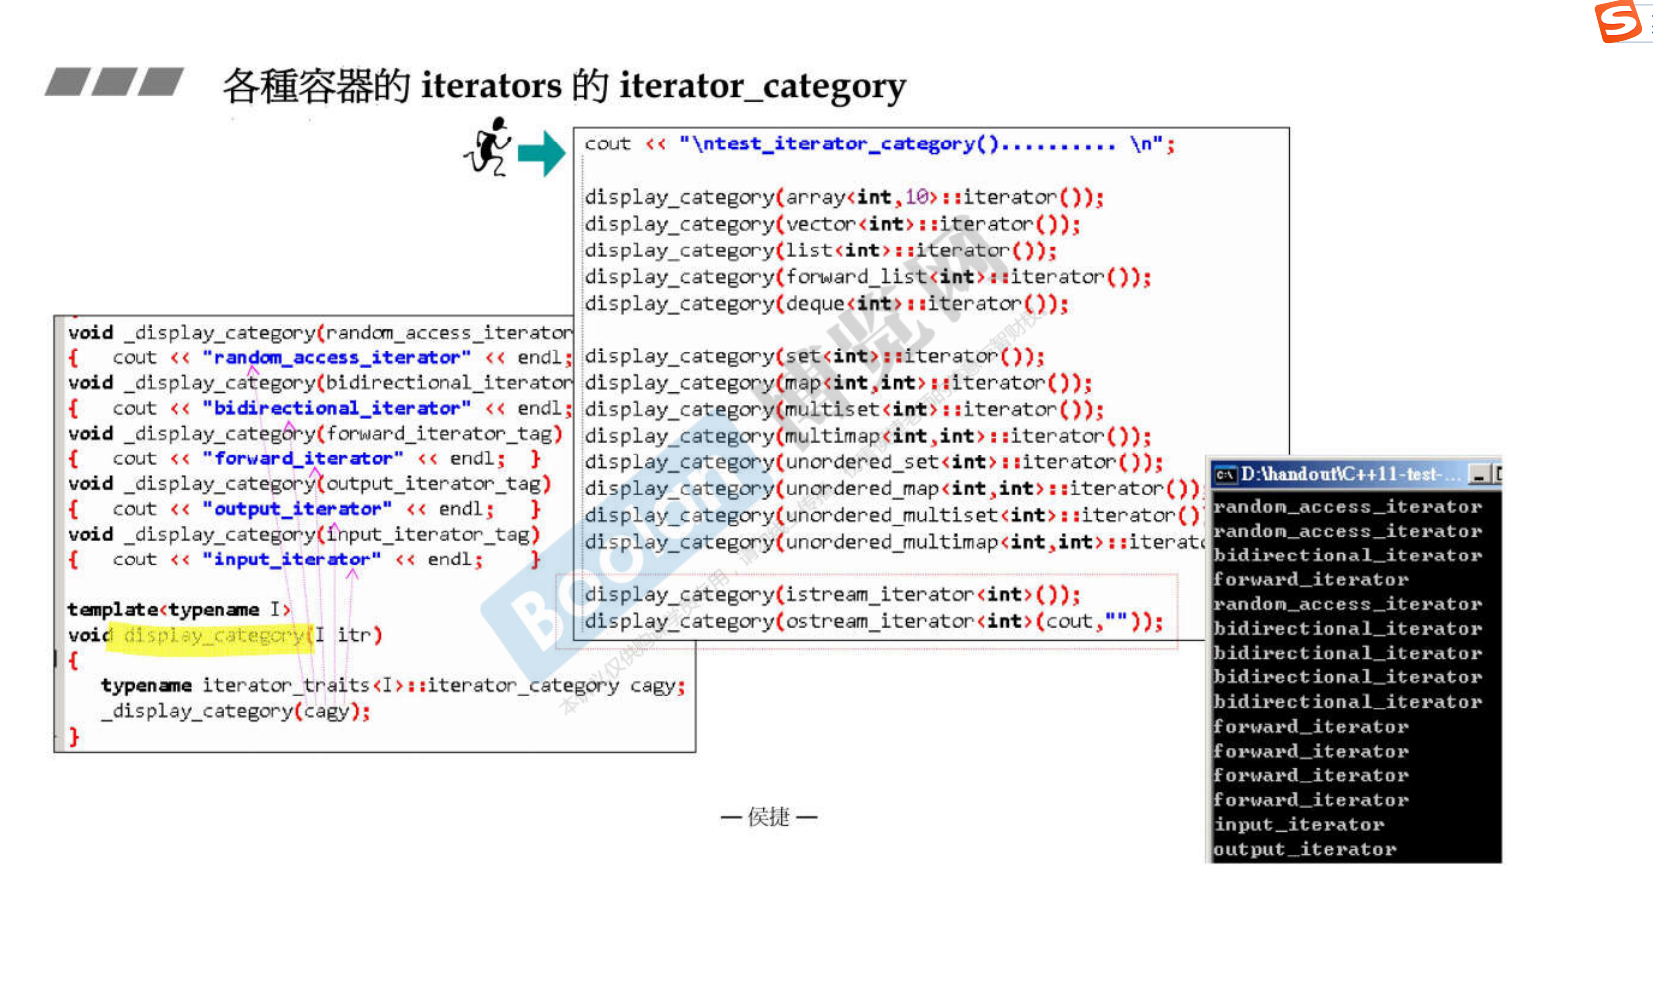 各種容器的 iterators 的 iterator_category
cout << "\ntest_iterator_category().......... \n";
display_category(array<int,10>::iterator());
display_category(vector<int>::iterator());
display_category(list<int>::iterator());
display_category(forward_list<int>::iterator());
display_category(deque<int>::iterator());
display_category(set<int>::iterator());
display_category(map<int,int>::iterator());
display_category(multiset<int>::iterator());
display_category(multimap<int,int>::iterator());
display_category(unordered_set<int>::iterator());
display_category(unordered_map<int,int>::iterator())
display_category(unordered_multiset<int>::iterator()
display_category(unordered_multimap<int,int>::iterato
display_category(istream_iterator<int>());
display_category(ostream_iterator<int>(cout,""));
void _display_category(random_access_iterator
{ cout << "random_access_iterator" << endl;
void _display_category(bidirectional_iterator
{ cout << "bidirectional_iterator" << endl;
void _display_category(forward_iterator_tag)
{ cout << "forward_iterator" << endl; }
void _display_category(output_iterator_tag)
{ cout << "output_iterator" << endl; }
void _display_category(input_iterator_tag)
{ cout << "input_iterator" << endl; }
template<typename I>
void display_category(I itr)
{
typename iterator_traits<I>::iterator_category cagy;
_display_category(cagy);
}
D:\handout\C++11-test-...
random_access_iterator
random_access_iterator
bidirectional_iterator
forward_iterator
random_access_iterator
bidirectional_iterator
bidirectional_iterator
bidirectional_iterator
bidirectional_iterator
forward_iterator
forward_iterator
forward_iterator
forward_iterator
input_iterator
output_iterator
Boolan
博览网
— 侯捷 —